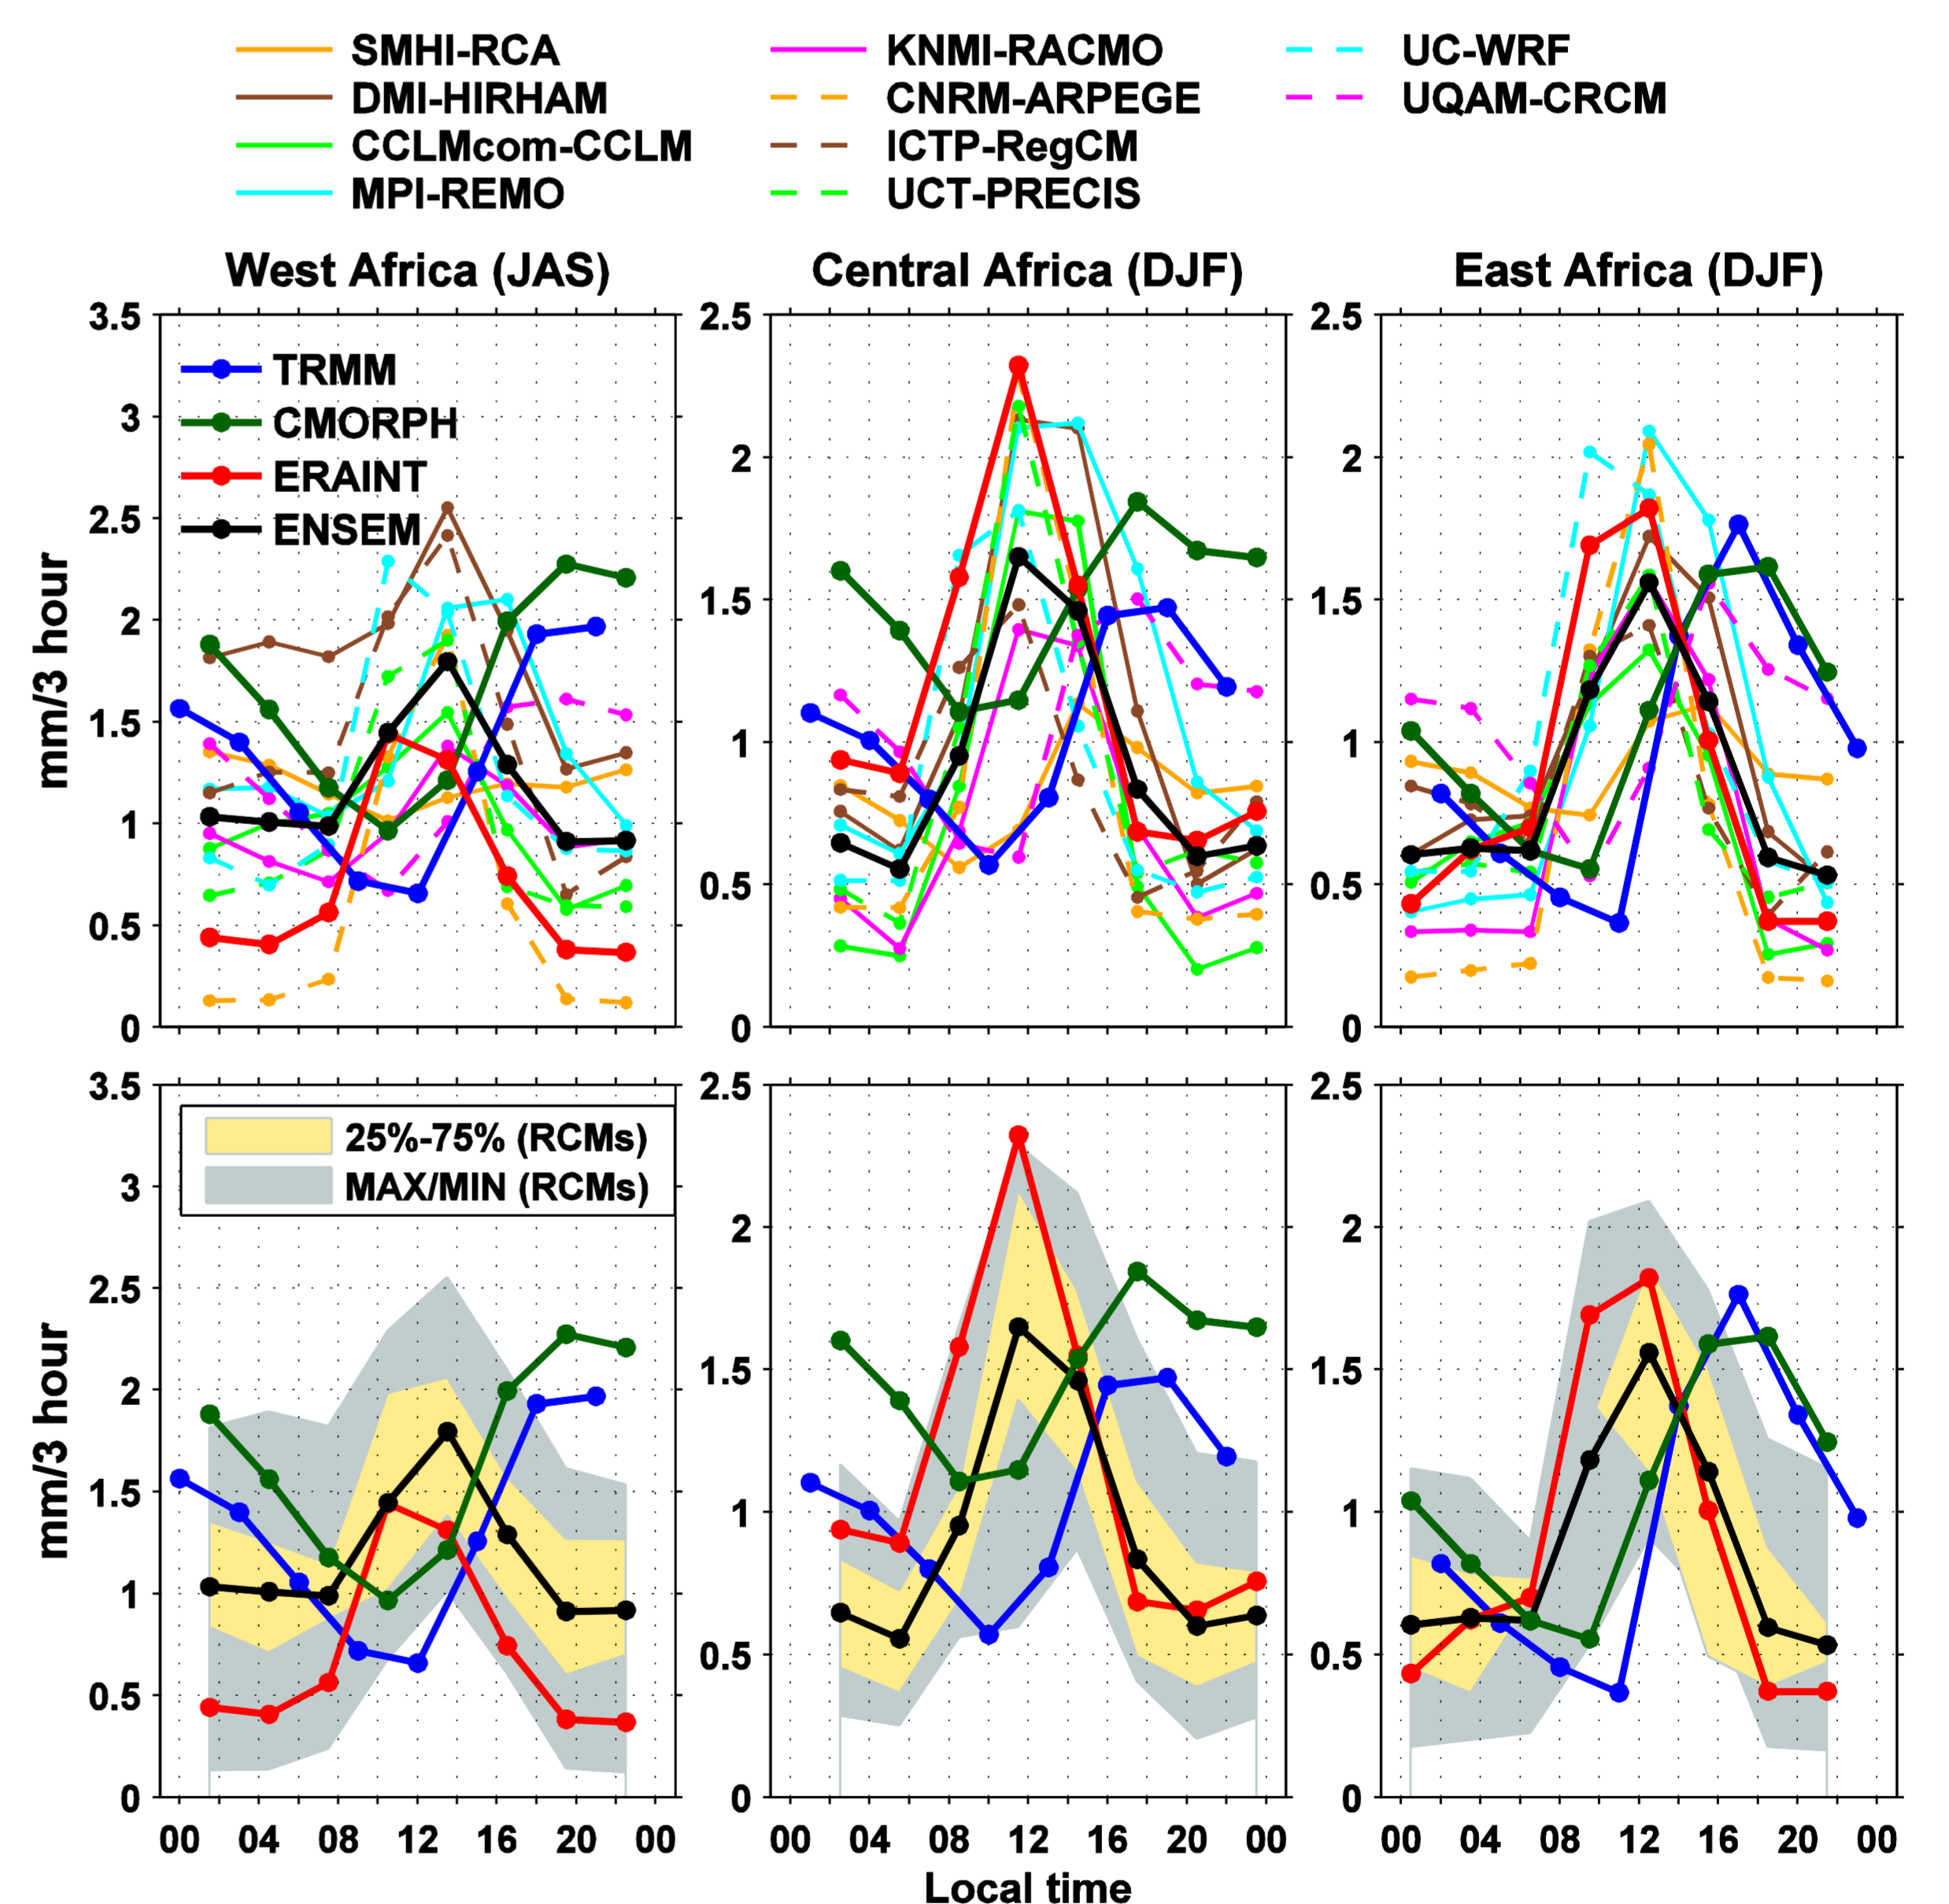 SMHI-RCA KNMI-RACMO UC-WRF
DMI-HIRHAM CNRM-ARPEGE UQAM-CRCM
CCLMcom-CCLM ICTP-RegCM
MPI-REMO UCT-PRECIS
West Africa (JAS) Central Africa (DJF) East Africa (DJF)
3.5 2.5 2.5
TRMM
3
CMORPH
2 2
ERAINT
2.5
ENSEM
mm/3 hour
2 1.5 1.5
1.5
1 1
1
0.5 0.5
0.5
0 0 0
3.5 2.5 2.5
25%-75% (RCMs)
3 MAX/MIN (RCMs)
2 2
2.5
mm/3 hour
2 1.5 1.5
1.5
1 1
1
0.5 0.5
0.5
0 0 0
00 04 08 12 16 20 00 00 04 08 12 16 20 00 00 04 08 12 16 20 00
Local time